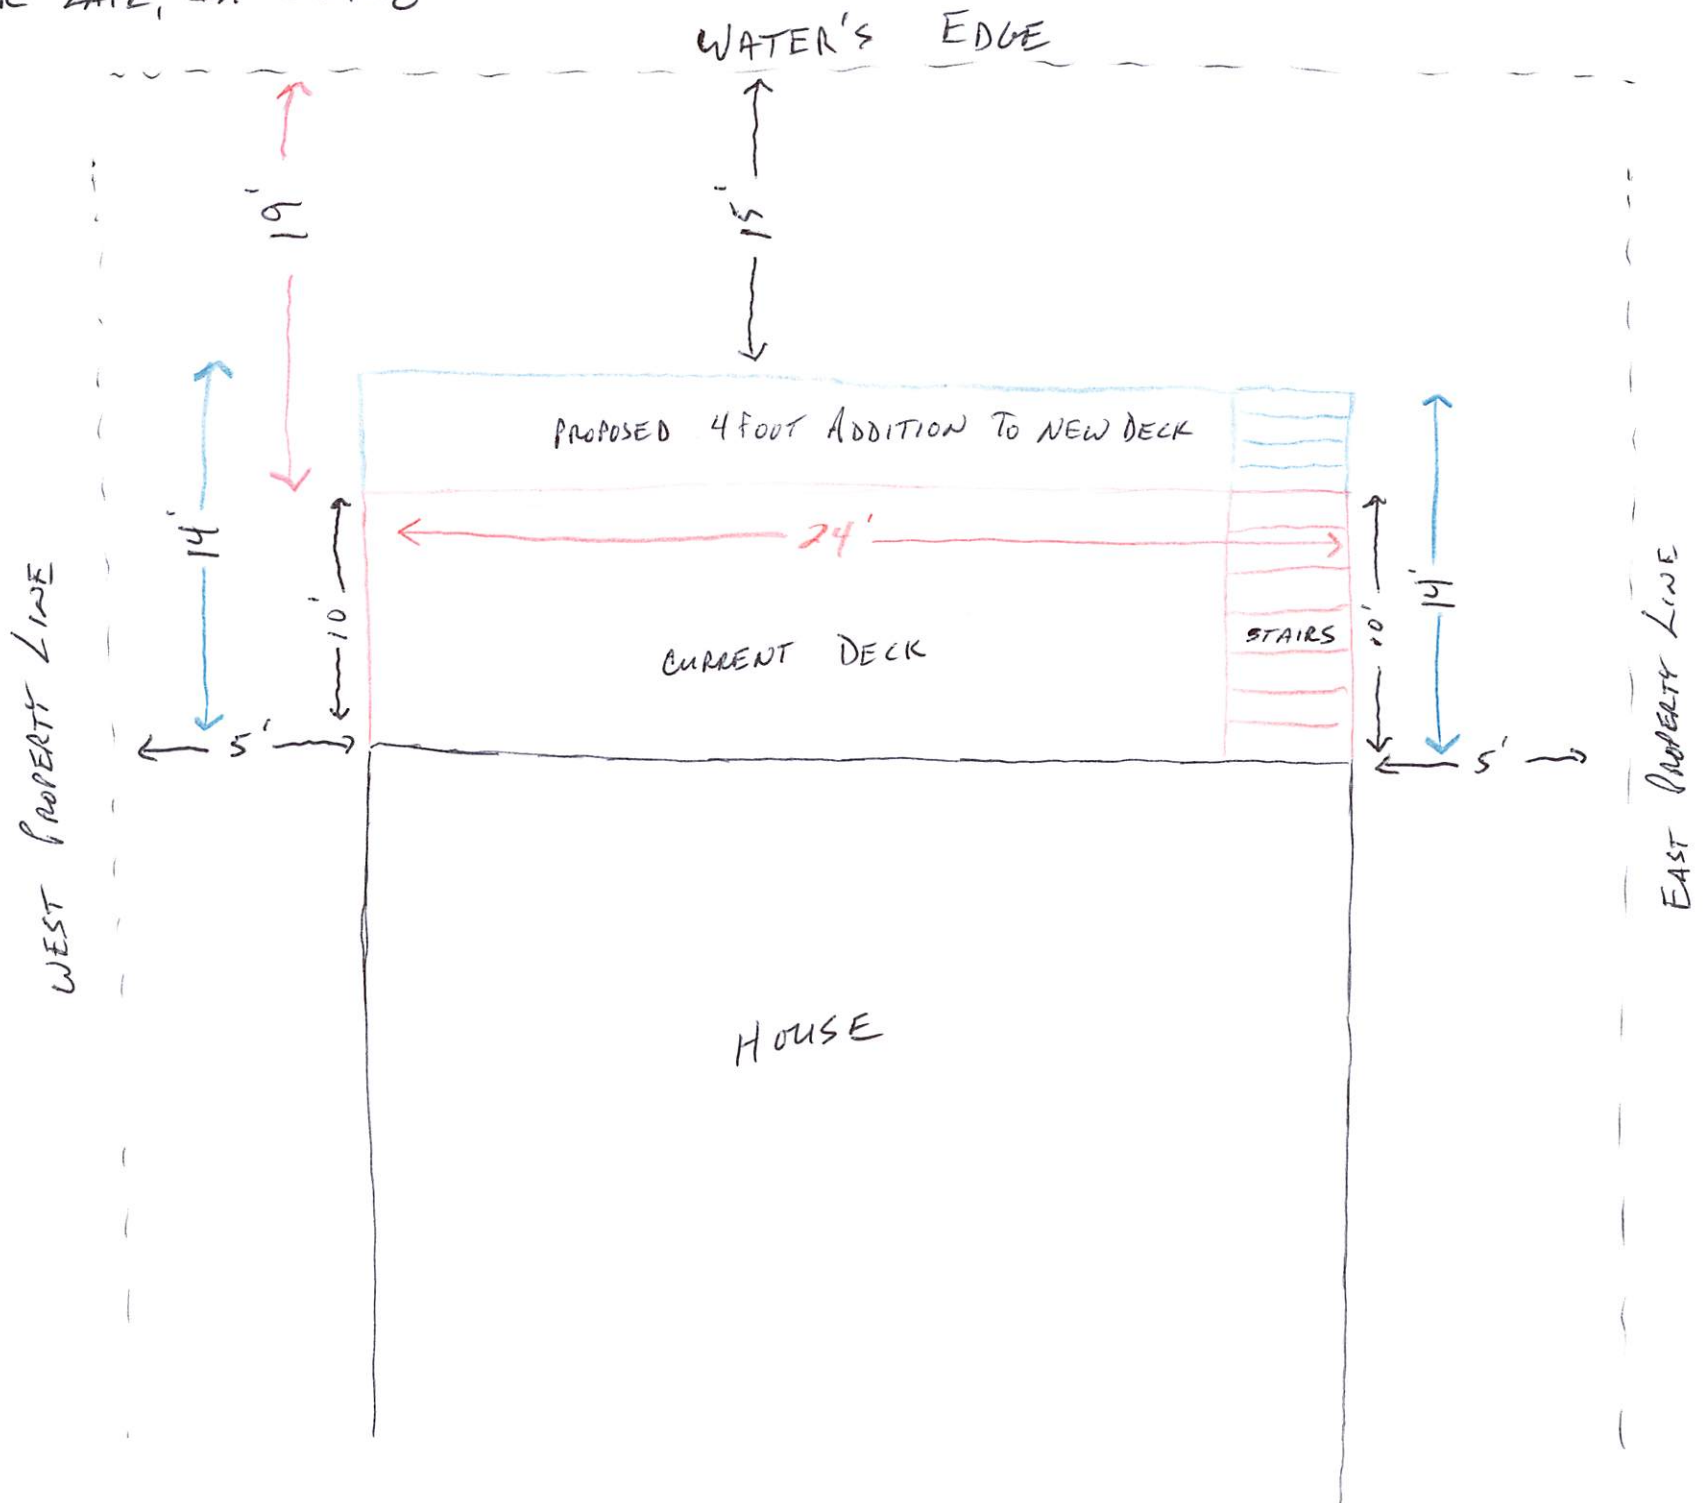 WATER'S EDGE
19'
15'
PROPOSED 4 FOOT ADDITION TO NEW DECK
24'
14'
10'
CURRENT DECK
STAIRS
10'
14'
5'
5'
WEST PROPERTY LINE
EAST PROPERTY LINE
HOUSE